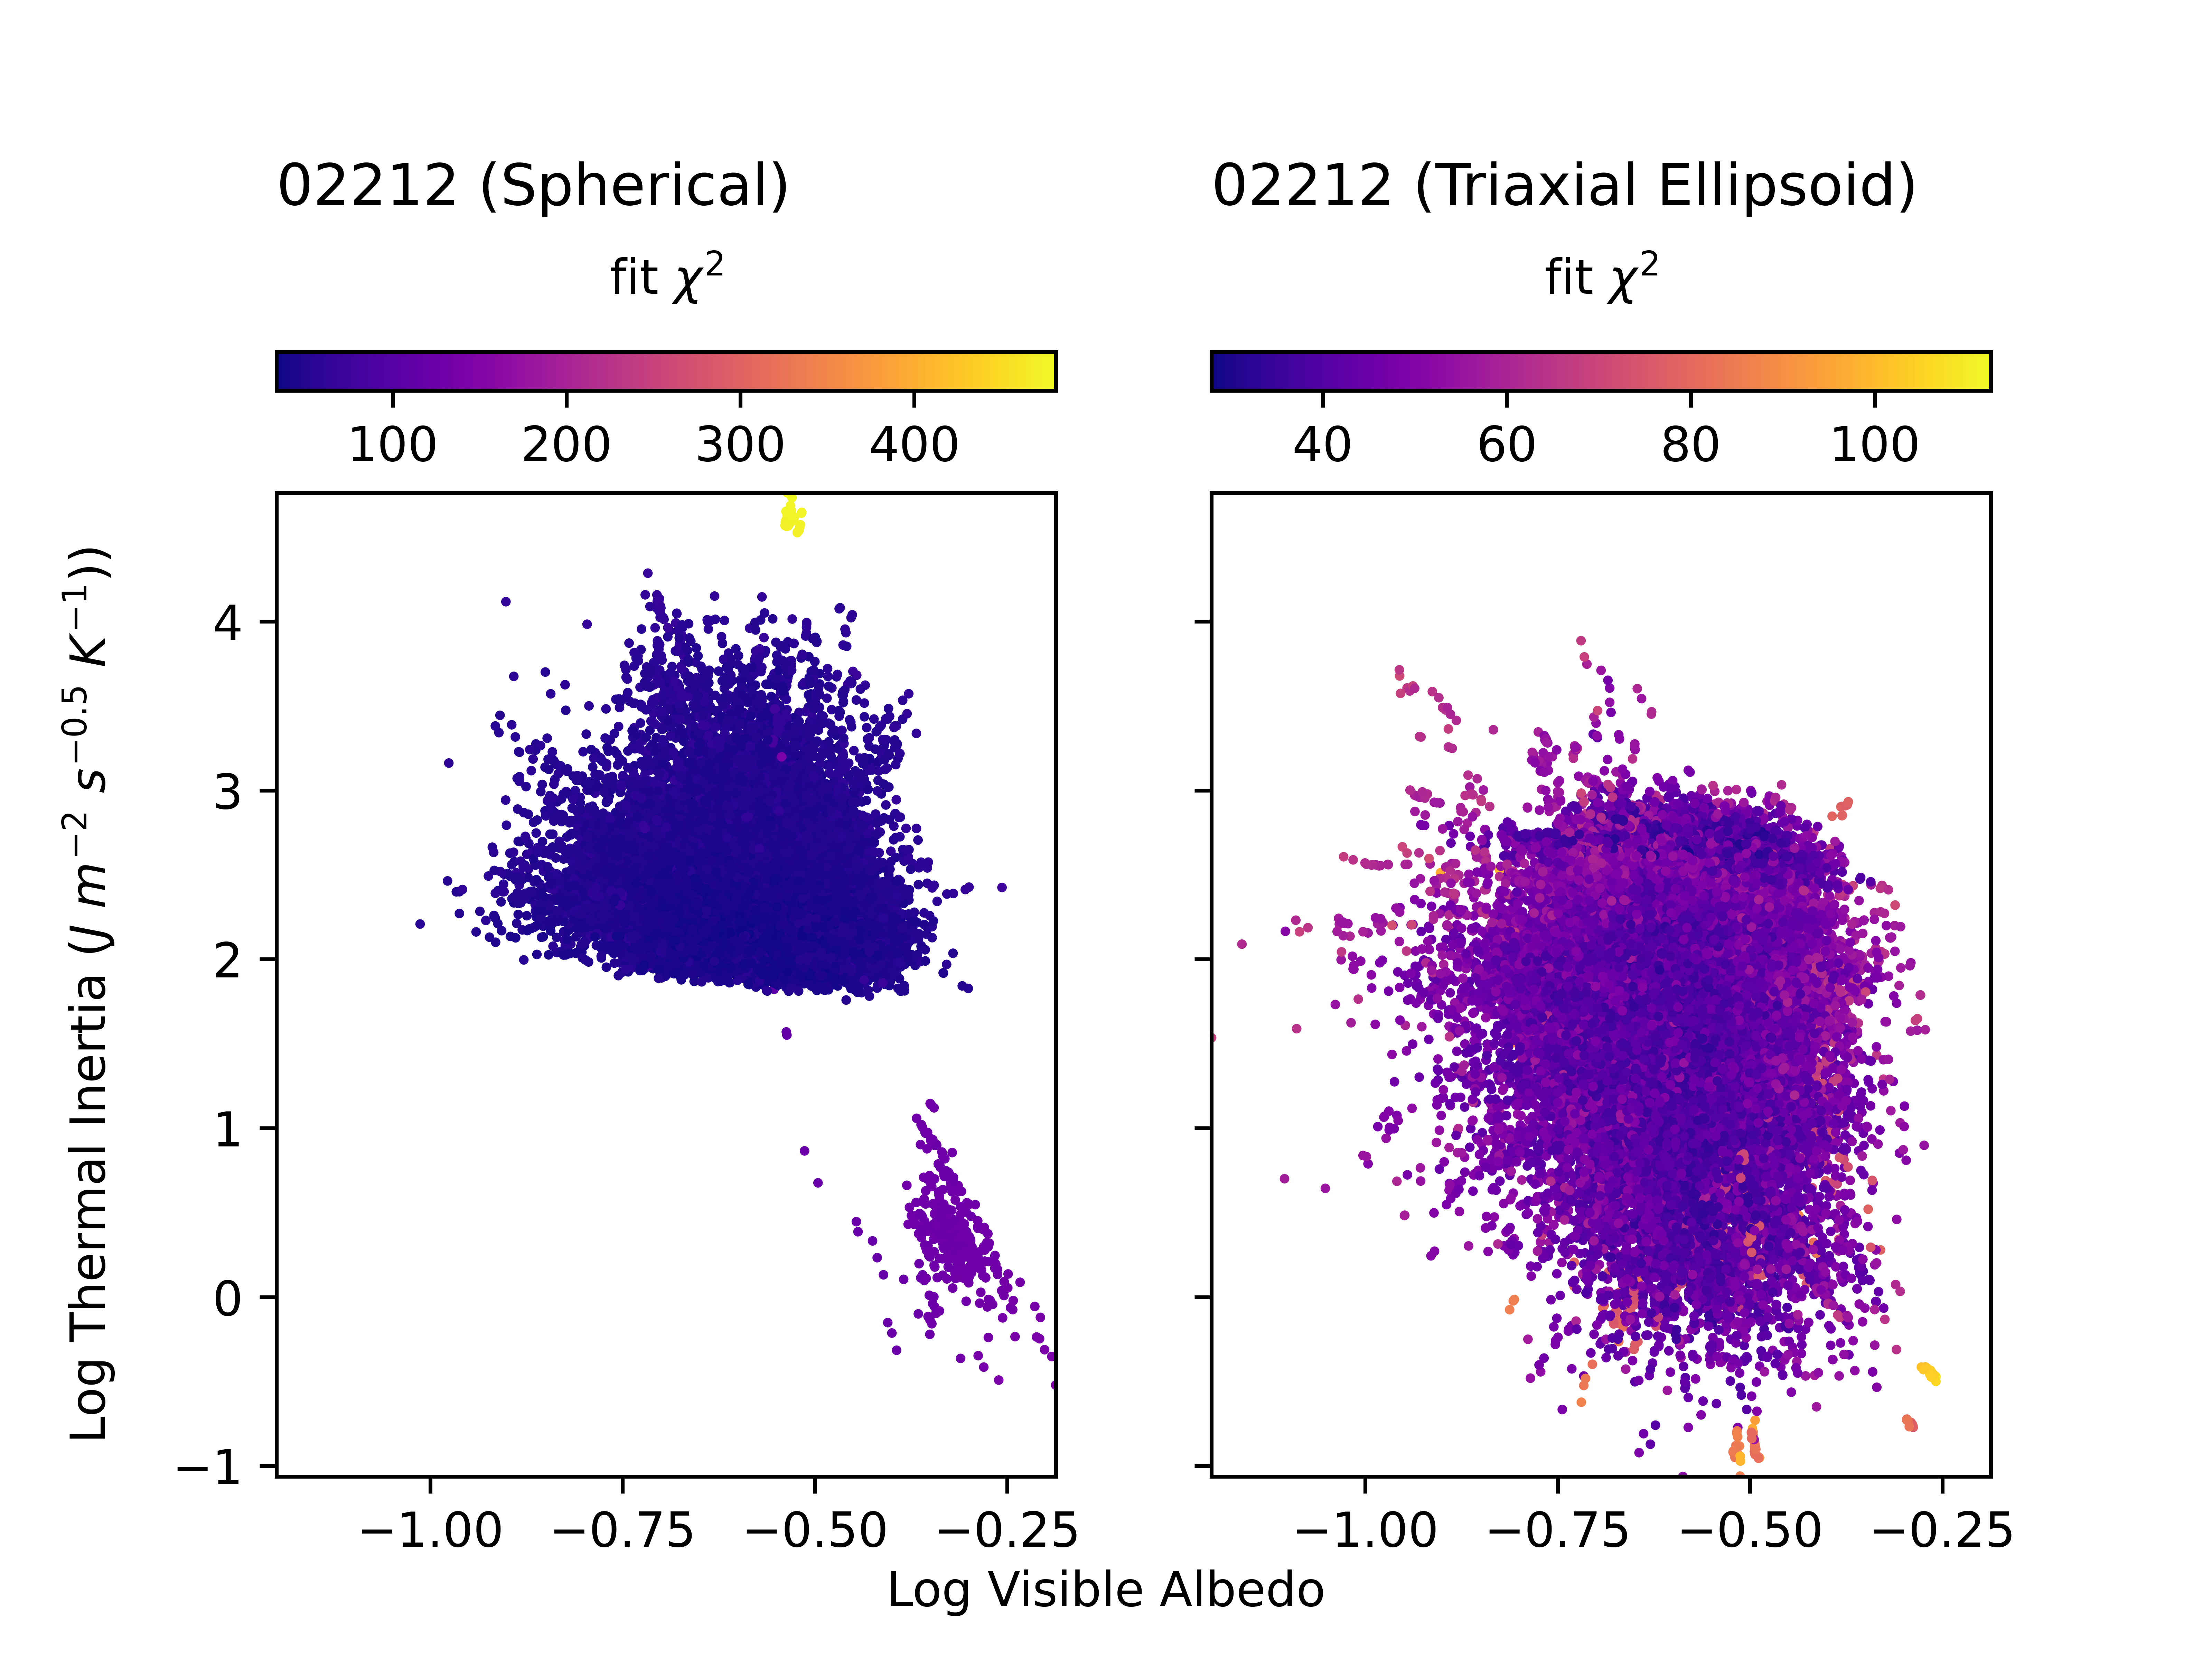 02212 (Spherical)
02212 (Triaxial Ellipsoid)
fit χ²
fit χ²
100 200 300 400
40 60 80 100
Log Thermal Inertia (J m⁻² s⁻⁰·⁵ K⁻¹))
4
3
2
1
0
−1
−1.00 −0.75 −0.50 −0.25
−1.00 −0.75 −0.50 −0.25
Log Visible Albedo